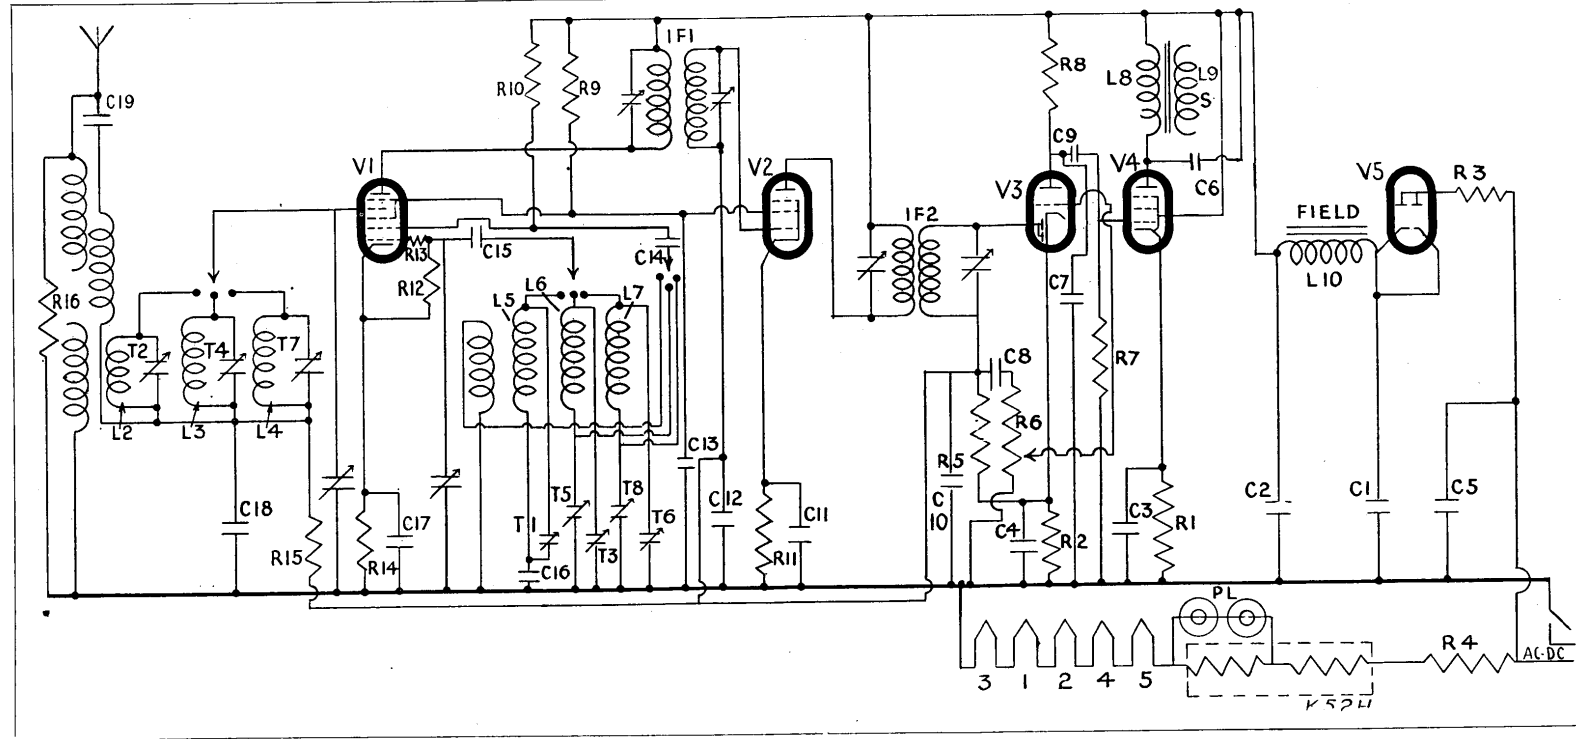 IF1
R10
R9
R8
L8
L9
S
C19
V1
V2
V3
C9
V4
C6
V5
R3
FIELD
L10
IF2
R13
C15
C14
R12
R16
L5
L6
L7
C7
R7
T2
T4
T7
C8
R6
L2
L3
L4
R5
C13
C10
C12
C18
C17
T5
T8
T1
T3
T6
C11
C4
R2
C3
R1
C2
C1
C5
R15
R14
C16
R11
PL
3
1
2
4
5
R4
AC-DC
K52H